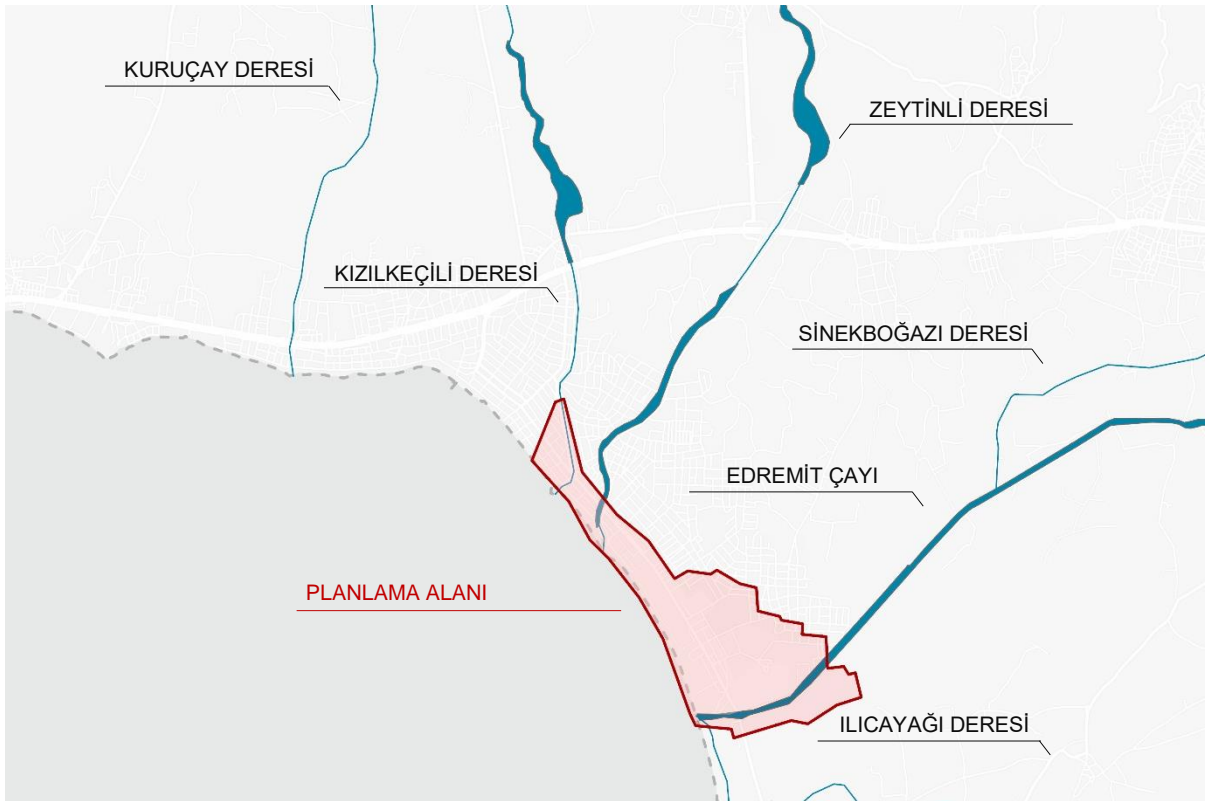 KURUÇAY DERESİ
ZEYTİNLİ DERESİ
KIZILKEÇİLİ DERESİ
SİNEKBOĞAZI DERESİ
EDREMİT ÇAYI
PLANLAMA ALANI
ILICAYAĞI DERESİ